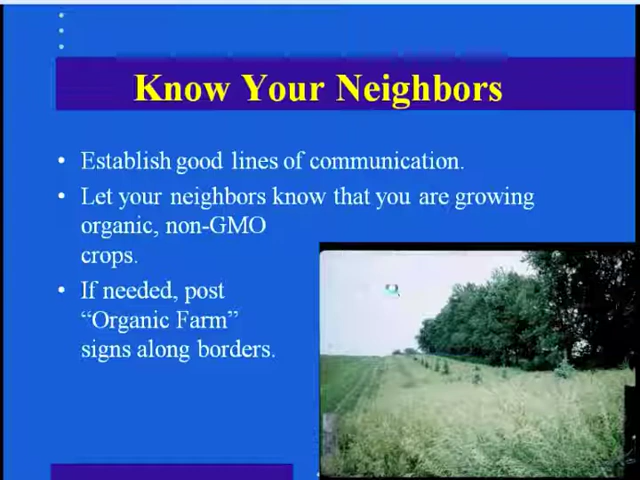 Know Your Neighbors
• Establish good lines of communication.
• Let your neighbors know that you are growing
organic, non-GMO
crops.
• If needed, post
“Organic Farm”
signs along borders.